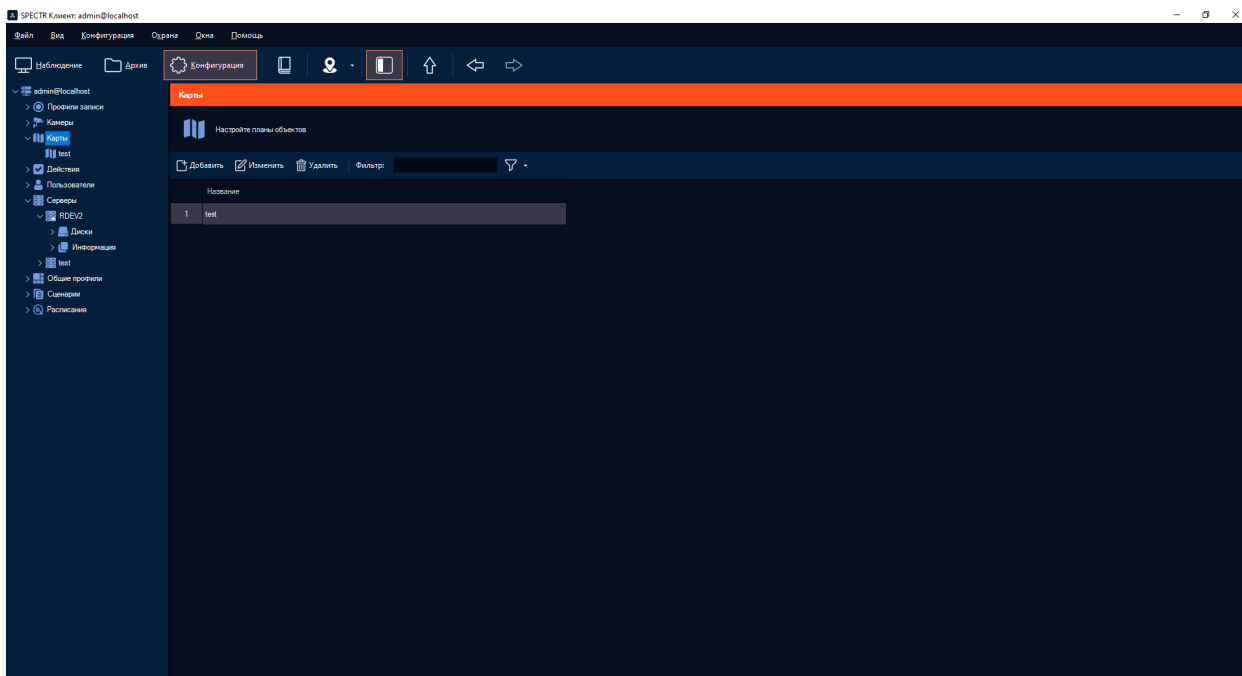 SPECTR Клиент: admin@localhost
Файл Вид Конфигурация Охрана Окна Помощь
Наблюдение Архив Конфигурация
admin@localhost
Профили записи
Камеры
Карты
test
Действия
Пользователи
Серверы
RDEV2
Диски
Информация
test
Общие профили
Сценарии
Расписания
Карты
Настройте планы объектов
Добавить Изменить Удалить Фильтр:
Название
1 test